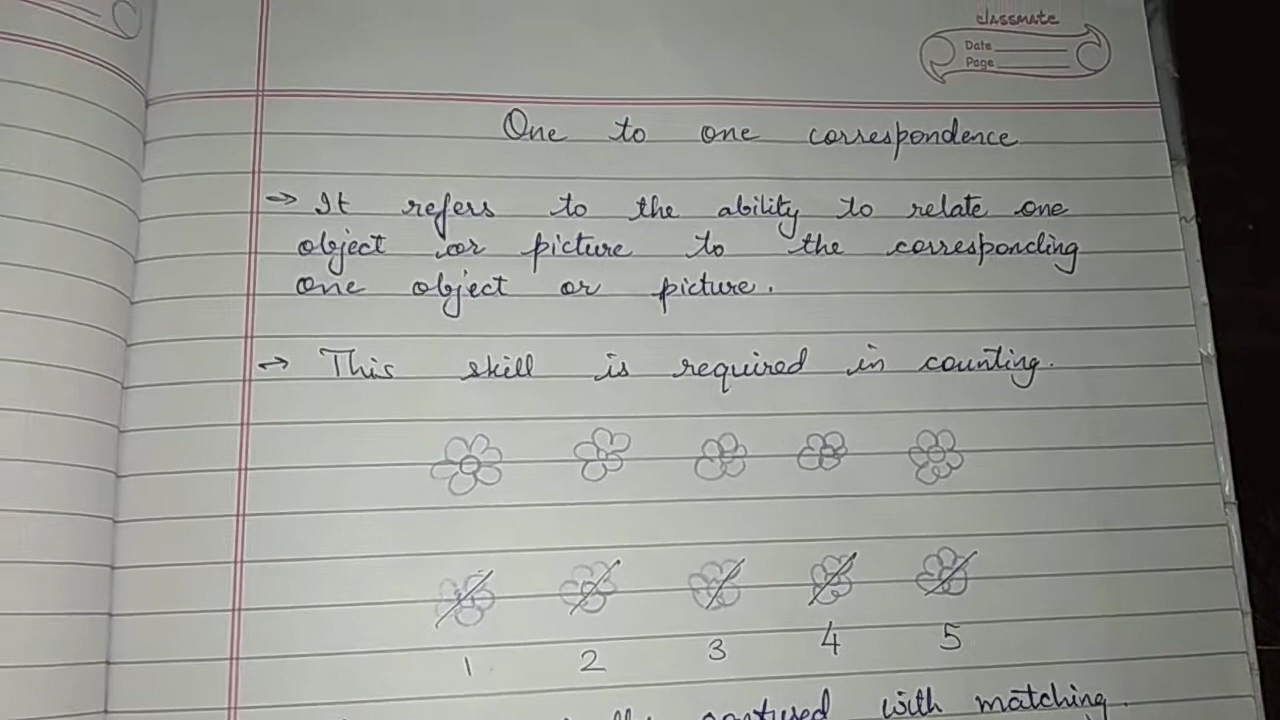 classmate
Date
Page
One to one correspondence
→ It refers to the ability to relate one
object or picture to the corresponding
one object or picture.
→ This skill is required in counting.
1 2 3 4 5
with matching.